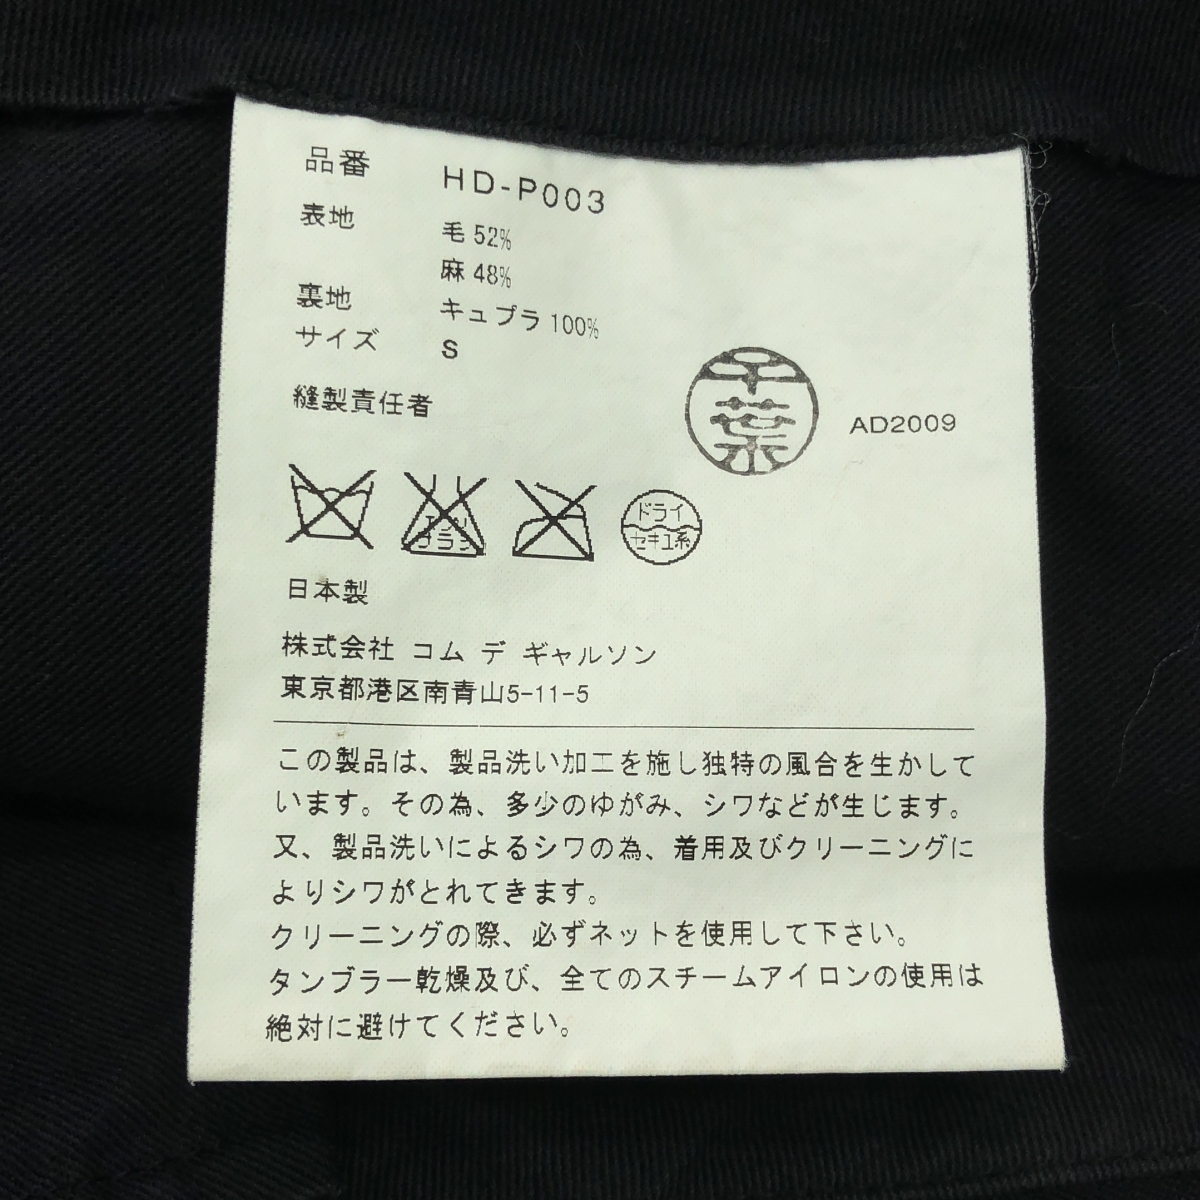 品番 HD-P003
表地 毛 52%
麻 48%
裏地 キュプラ 100%
サイズ S
縫製責任者
千葉
AD2009
エンソ
ブラシ
ドライ
セキユ系
日本製
株式会社 コム デ ギャルソン
東京都港区南青山5-11-5
この製品は、製品洗い加工を施し独特の風合を生かして
います。その為、多少のゆがみ、シワなどが生じます。
又、製品洗いによるシワの為、着用及びクリーニングに
よりシワがとれてきます。
クリーニングの際、必ずネットを使用して下さい。
タンブラー乾燥及び、全てのスチームアイロンの使用は
絶対に避けてください。